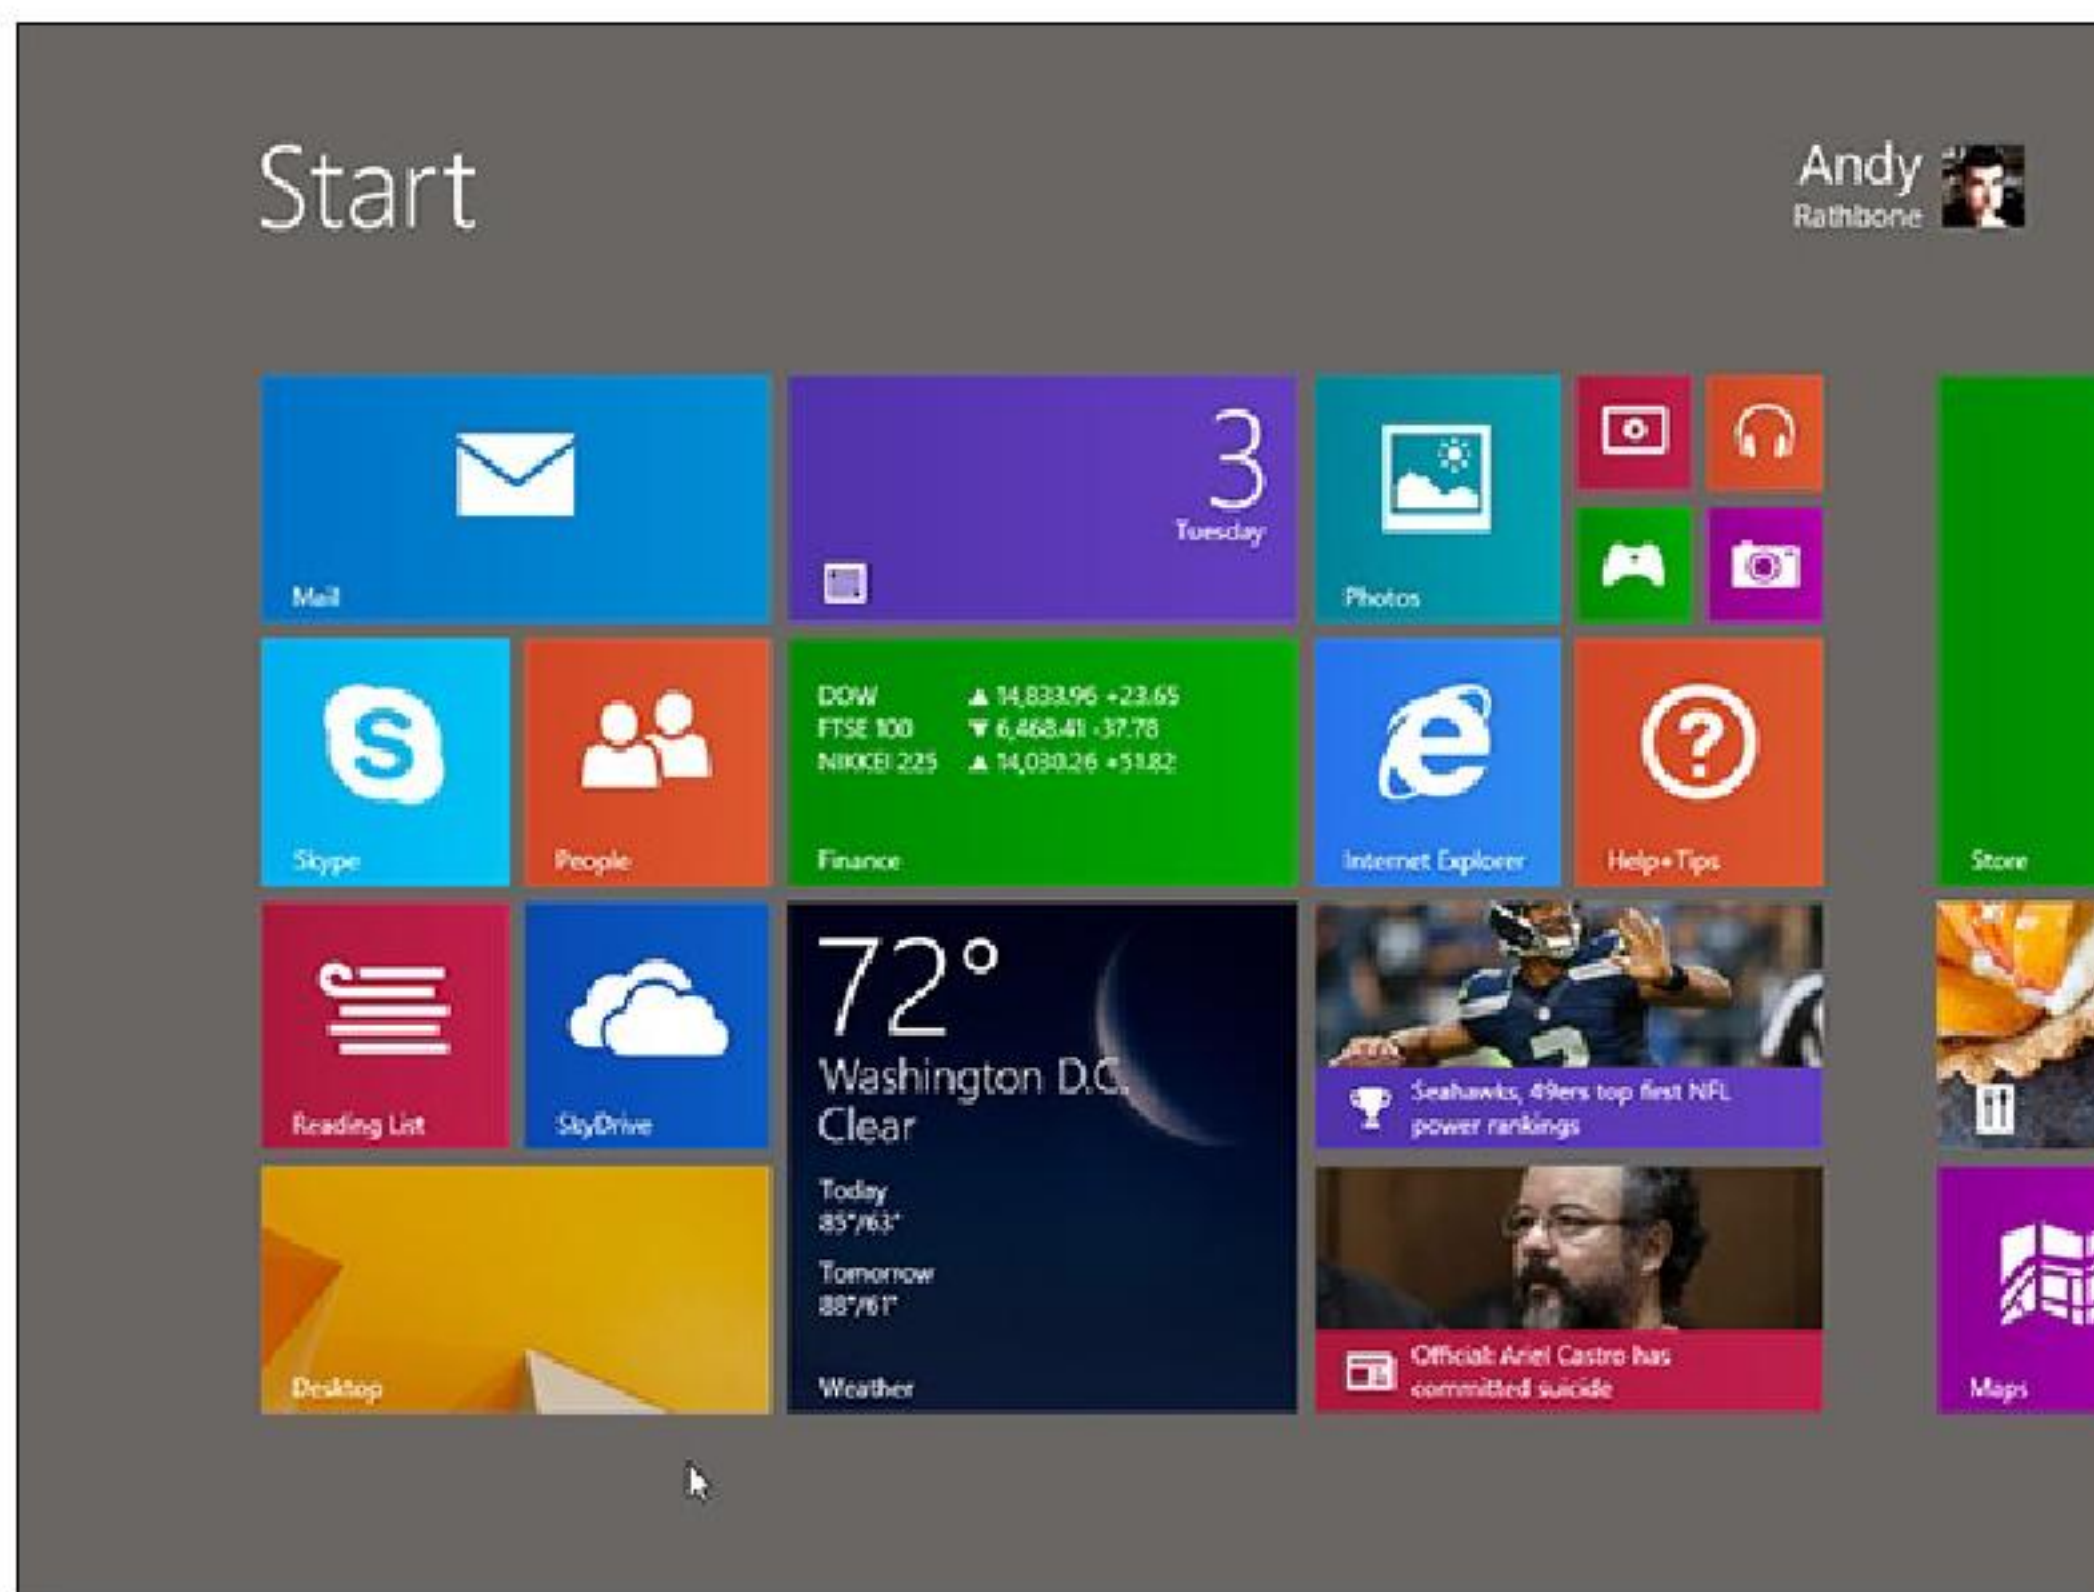 Start
Andy
Rathbone
Mail
3
Tuesday
Photos
Skype
People
DOW ▲ 14,833.96 +23.65
FTSE 100 ▼ 6,468.41 -37.78
NIKKEI 225 ▲ 14,030.26 +51.82
Finance
Internet Explorer
Help+Tips
Store
Reading List
SkyDrive
72°
Washington D.C.
Clear
Today
85°/63°
Tomorrow
88°/61°
Weather
Seahawks, 49ers top first NFL
power rankings
Desktop
Official: Ariel Castro has
committed suicide
Maps